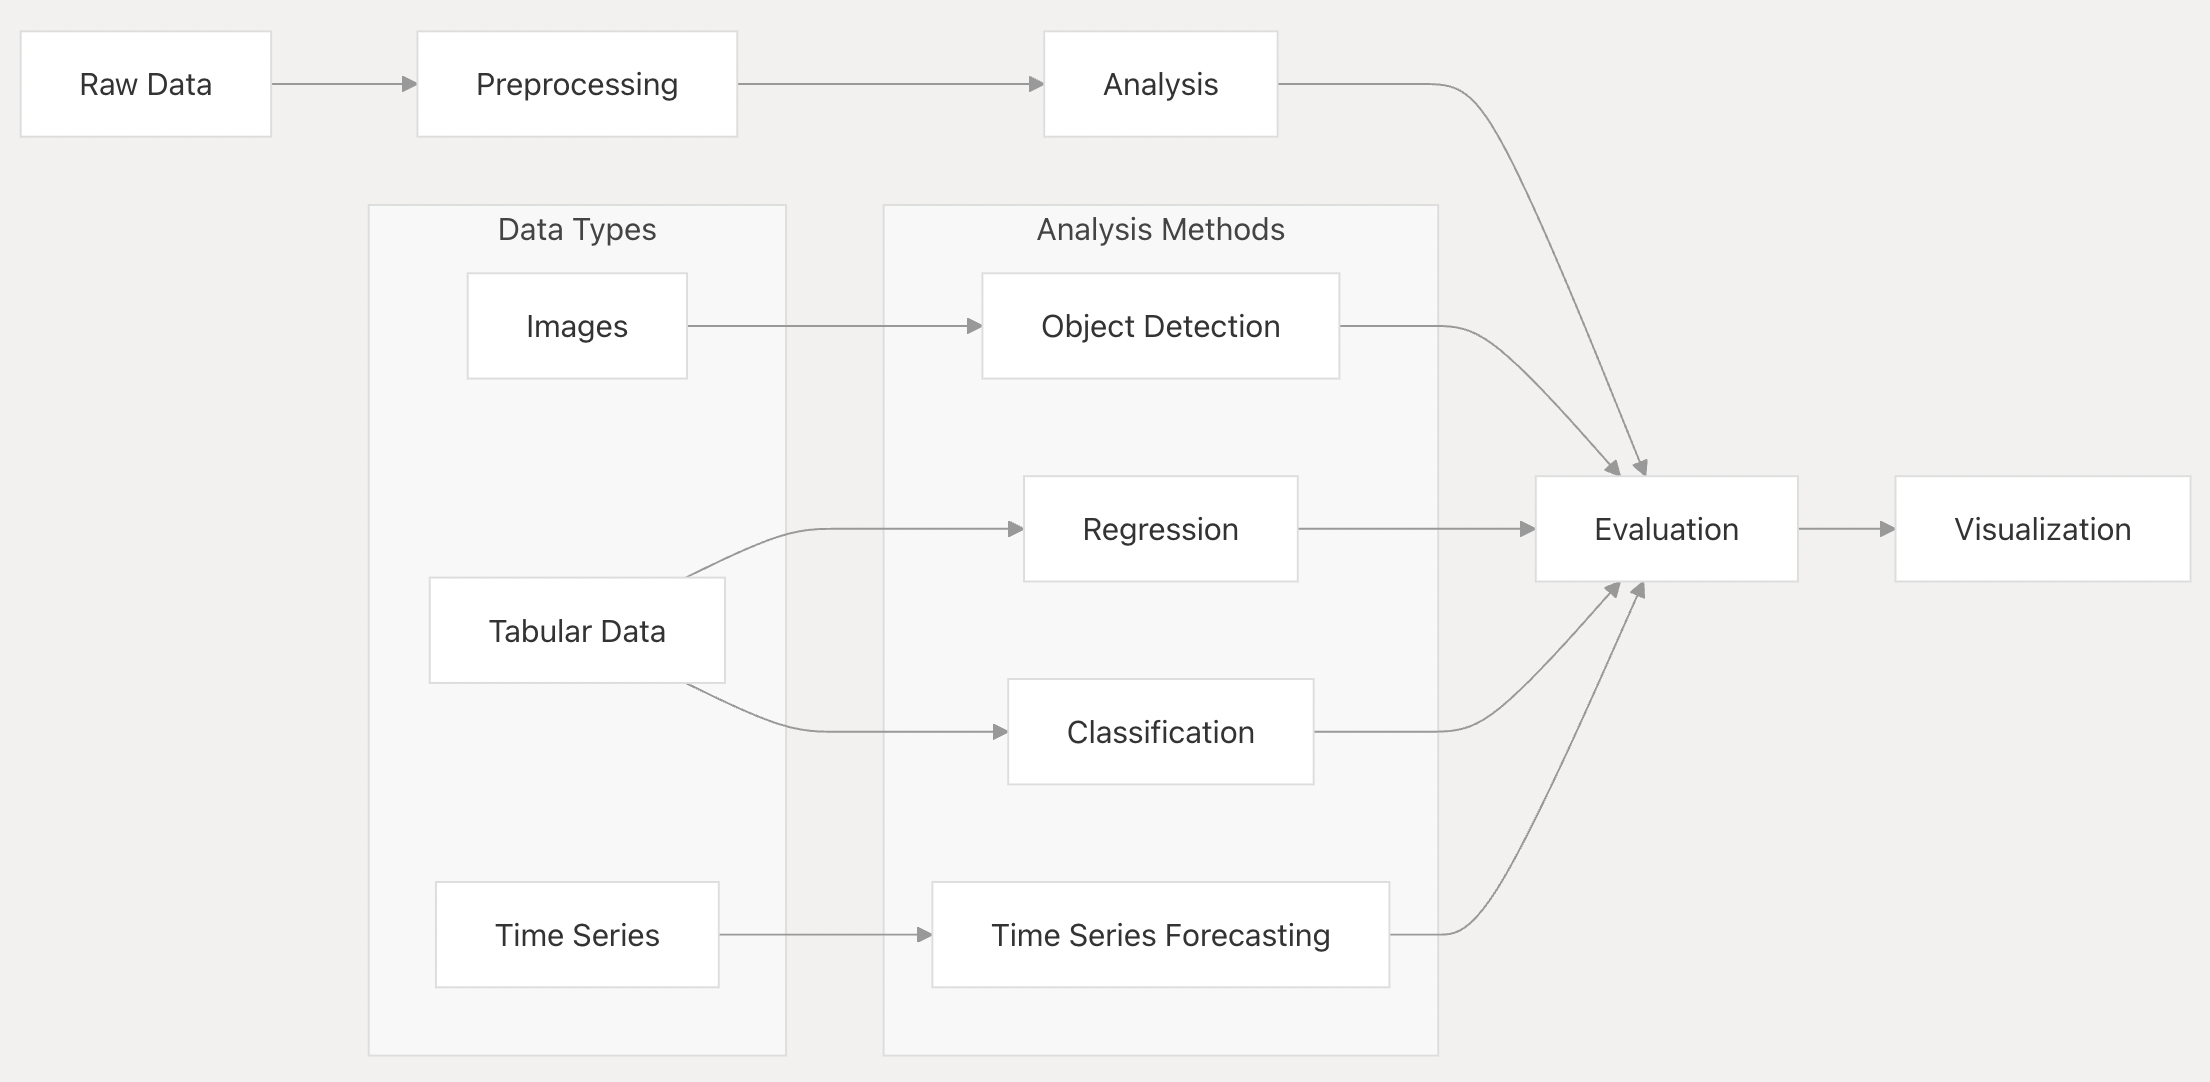 Raw Data
Preprocessing
Analysis
Data Types
Analysis Methods
Images
Object Detection
Regression
Evaluation
Visualization
Tabular Data
Classification
Time Series
Time Series Forecasting